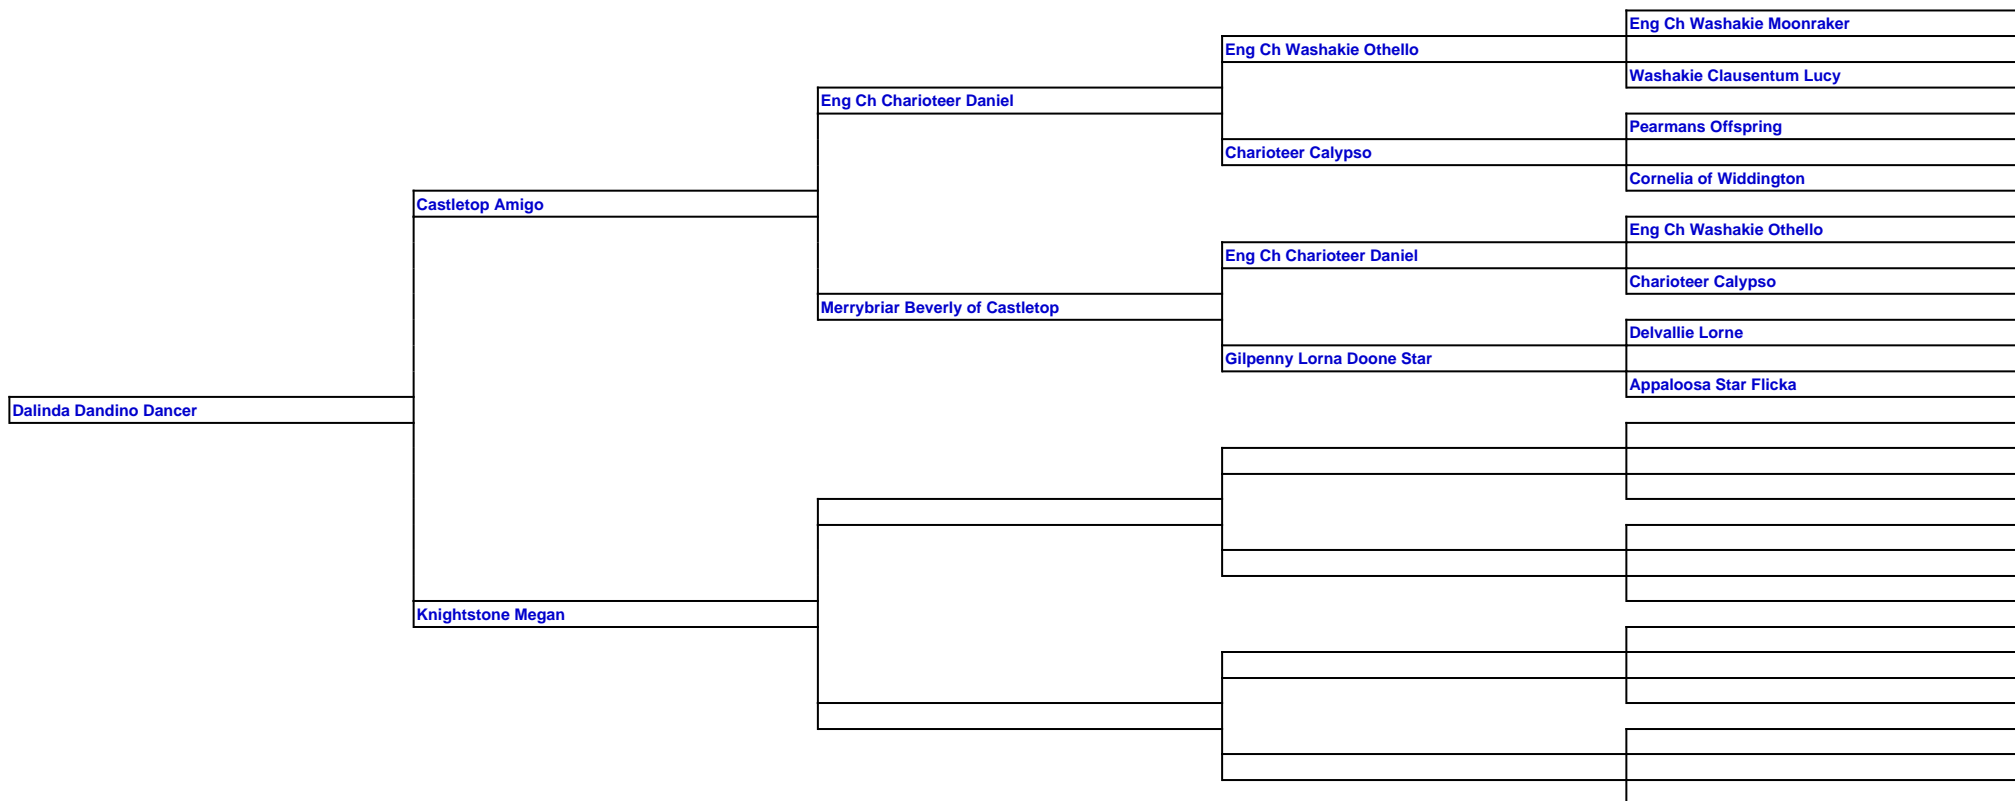 Eng Ch Washakie Moonraker
Eng Ch Washakie Othello
Washakie Clausentum Lucy
Eng Ch Charioteer Daniel
Pearmans Offspring
Charioteer Calypso
Cornelia of Widdington
Castletop Amigo
Eng Ch Washakie Othello
Eng Ch Charioteer Daniel
Charioteer Calypso
Merrybriar Beverly of Castletop
Delvallie Lorne
Gilpenny Lorna Doone Star
Appaloosa Star Flicka
Dalinda Dandino Dancer
Knightstone Megan